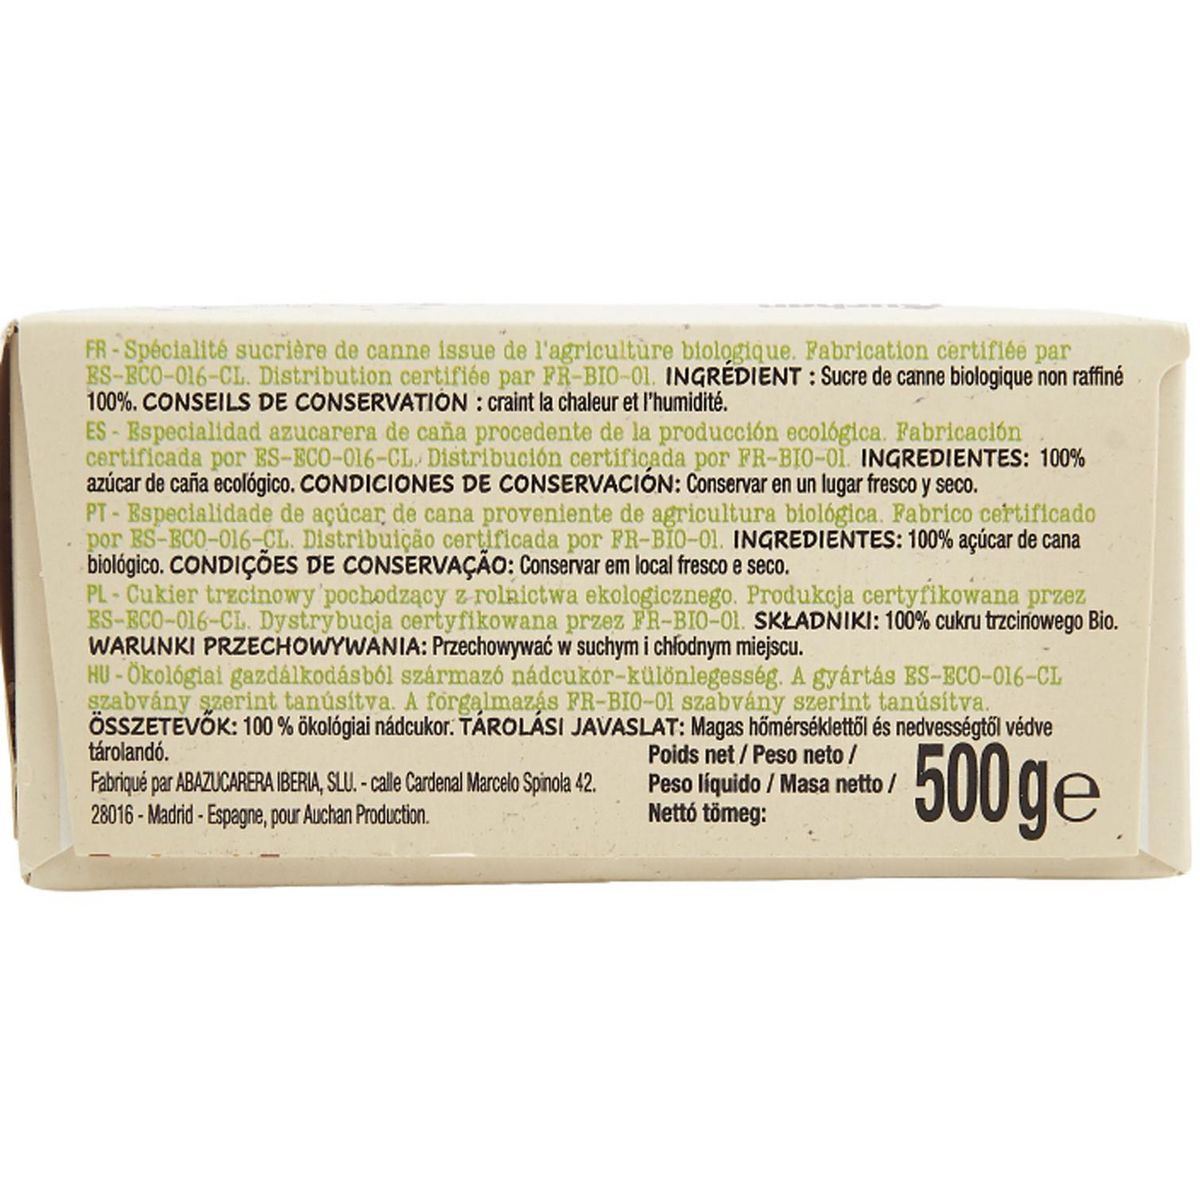 FR - Spécialité sucrière de canne issue de l'agriculture biologique. Fabrication certifiée par
ES-ECO-016-CL. Distribution certifiée par FR-BIO-01. INGRÉDIENT : Sucre de canne biologique non raffiné
100%. CONSEILS DE CONSERVATION : craint la chaleur et l'humidité.
ES - Especialidad azucarera de caña procedente de la producción ecológica. Fabricación
certificada por ES-ECO-016-CL. Distribución certificada por FR-BIO-01. INGREDIENTES: 100%
azúcar de caña ecológico. CONDICIONES DE CONSERVACIÓN: Conservar en un lugar fresco y seco.
PT - Especialidade de açúcar de cana proveniente de agricultura biológica. Fabrico certificado
por ES-ECO-016-CL. Distribuição certificada por FR-BIO-01. INGREDIENTES: 100% açúcar de cana
biológico. CONDIÇÕES DE CONSERVAÇÃO: Conservar em local fresco e seco.
PL - Cukier trzcinowy pochodzący z rolnictwa ekologicznego. Produkcja certyfikowana przez
ES-ECO-016-CL. Dystrybucja certyfikowana przez FR-BIO-01. SKŁADNIKI: 100% cukru trzcinowego Bio.
WARUNKI PRZECHOWYWANIA: Przechowywać w suchym i chłodnym miejscu.
HU - Ökológiai gazdálkodásból származó nádcukor-különlegesség. A gyártás ES-ECO-016-CL
szabvány szerint tanúsítva. A forgalmazás FR-BIO-01 szabvány szerint tanúsítva.
ÖSSZETEVŐK: 100 % ökológiai nádcukor. TÁROLÁSI JAVASLAT: Magas hőmérséklettől és nedvességtől védve
tárolandó.
Fabriqué par ABAZUCARERA IBERIA, SLU. - calle Cardenal Marcelo Spinola 42.
28016 - Madrid - Espagne, pour Auchan Production.
Poids net / Peso neto /
Peso líquido / Masa netto /
Nettó tömeg:
500 g e